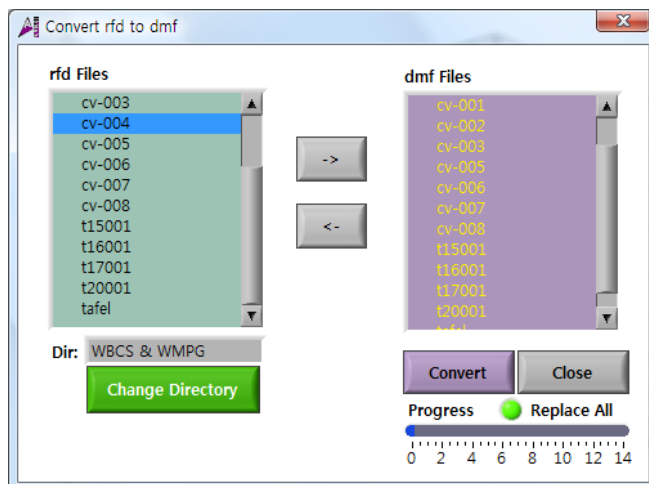 Convert rfd to dmf
rfd Files
cv-003
cv-004
cv-005
cv-006
cv-007
cv-008
t15001
t16001
t17001
t20001
tafel
Dir: WBCS & WMPG
Change Directory
->
<-
dmf Files
cv-001
cv-002
cv-003
cv-005
cv-006
cv-007
cv-008
t15001
t16001
t17001
t20001
tafel
Convert Close
Progress Replace All
0 2 4 6 8 10 12 14